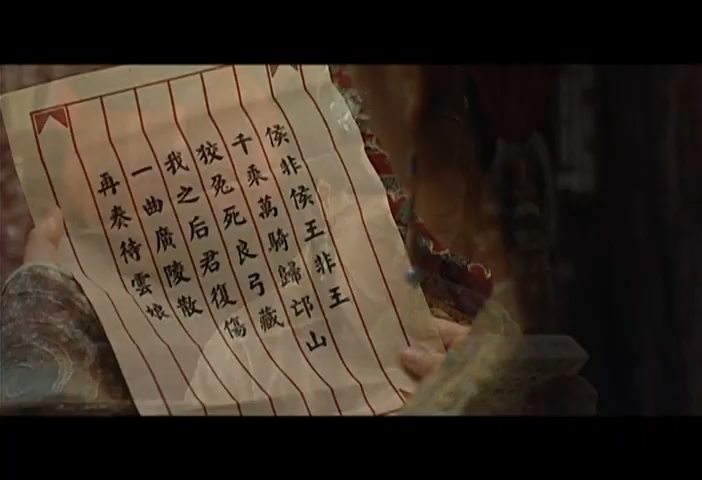 侯非侯王非王
千乘萬騎歸邙山
狡兔死良弓藏
我之后君復傷
一曲廣陵散
再奏待雲娘